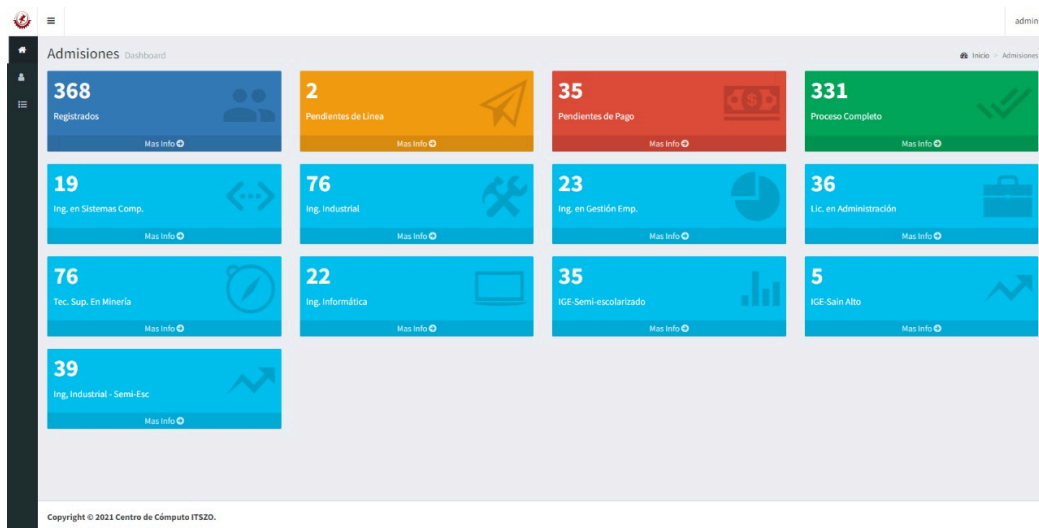 admin
Admisiones Dashboard
Inicio > Admisiones
368
Registrados
Mas Info
2
Pendientes de Linea
Mas Info
35
Pendientes de Pago
Mas Info
331
Proceso Completo
Mas Info
19
Ing. en Sistemas Comp.
Mas Info
76
Ing. Industrial
Mas Info
23
Ing. en Gestión Emp.
Mas Info
36
Lic. en Administración
Mas Info
76
Tec. Sup. En Minería
Mas Info
22
Ing. Informática
Mas Info
35
IGE-Semi-escolarizado
Mas Info
5
IGE-Sain Alto
Mas Info
39
Ing, Industrial - Semi-Esc
Mas Info
Copyright © 2021 Centro de Cómputo ITSZO.